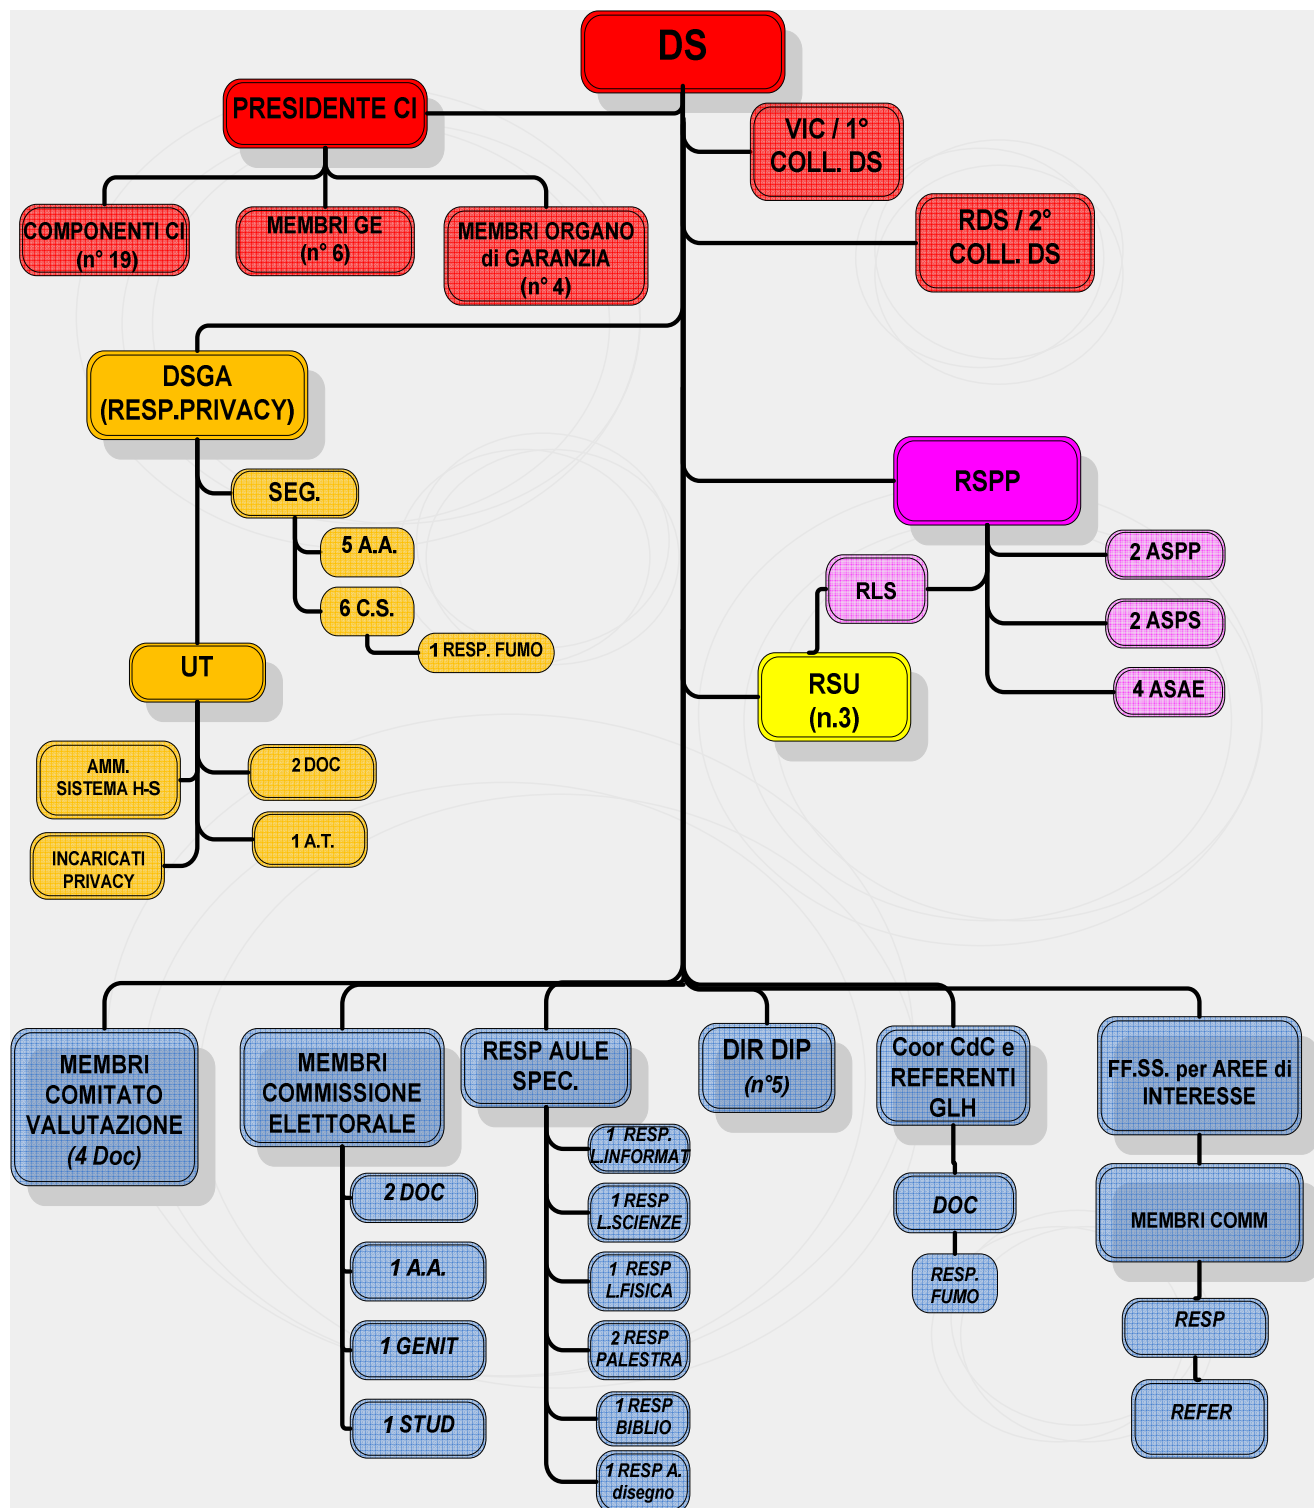 DS
PRESIDENTE CI
VIC / 1°
COLL. DS
COMPONENTI CI
(n° 19)
MEMBRI GE
(n° 6)
MEMBRI ORGANO
di GARANZIA
(n° 4)
RDS / 2°
COLL. DS
DSGA
(RESP.PRIVACY)
SEG.
5 A.A.
6 C.S.
1 RESP. FUMO
UT
AMM.
SISTEMA H-S
2 DOC
1 A.T.
INCARICATI
PRIVACY
RSPP
2 ASPP
RLS
2 ASPS
4 ASAE
RSU
(n.3)
MEMBRI
COMITATO
VALUTAZIONE
(4 Doc)
MEMBRI
COMMISSIONE
ELETTORALE
2 DOC
1 A.A.
1 GENIT
1 STUD
RESP AULE
SPEC.
1 RESP.
L.INFORMAT
1 RESP
L.SCIENZE
1 RESP
L.FISICA
2 RESP
PALESTRA
1 RESP
BIBLIO
1 RESP A.
disegno
DIR DIP
(n°5)
Coor CdC e
REFERENTI
GLH
DOC
RESP.
FUMO
FF.SS. per AREE di
INTERESSE
MEMBRI COMM
RESP
REFER